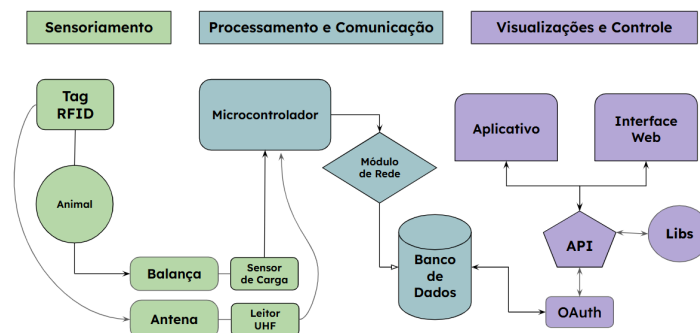 Sensoriamento
Processamento e Comunicação
Visualizações e Controle
Tag
RFID
Microcontrolador
Aplicativo
Interface
Web
Módulo
de Rede
Animal
API
Libs
Balança
Sensor
de Carga
Banco
de
Dados
Antena
Leitor
UHF
OAuth